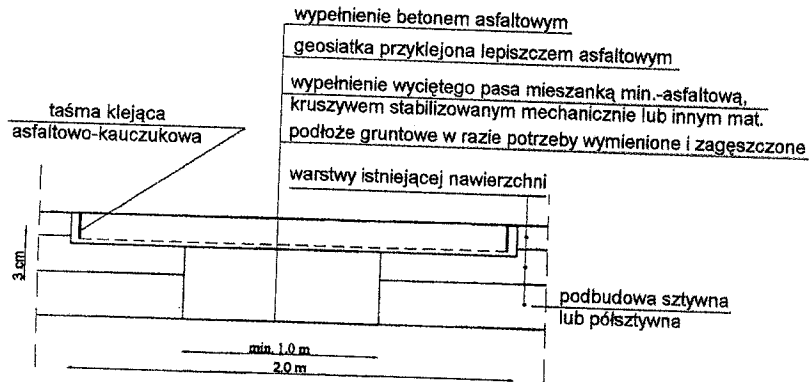 wypełnienie betonem asfaltowym
geosiatka przyklejona lepiszczem asfaltowym
wypełnienie wyciętego pasa mieszanką min.-asfaltową,
kruszywem stabilizowanym mechanicznie lub innym mat.
taśma klejąca
asfaltowo-kauczukowa
podłoże gruntowe w razie potrzeby wymienione i zagęszczone
warstwy istniejącej nawierzchni
3 cm
podbudowa sztywna
lub półsztywna
min. 1,0 m
2,0 m